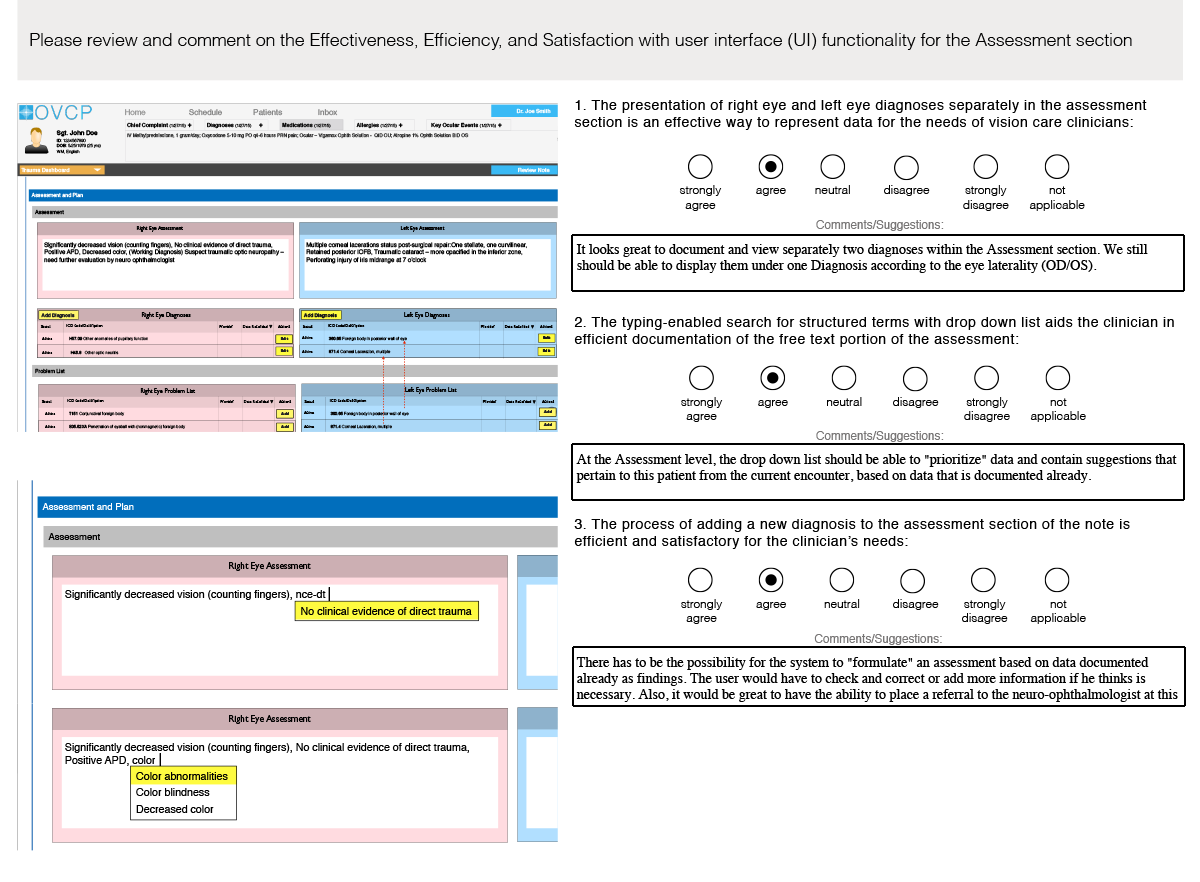 Please review and comment on the Effectiveness, Efficiency, and Satisfaction with user interface (UI) functionality for the Assessment section
OVCP
Home Schedule Patients Inbox
Dr. Joe Smith
Chief Complaint (12/7/15) + Diagnoses (12/7/15) + Medications (12/7/15) Allergies (12/7/15) + Key Ocular Events (12/7/15) +
Sgt. John Doe
WM, English
Trauma Dashboard
Review Note
Assessment and Plan
Assessment
Right Eye Assessment
Significantly decreased vision (counting fingers), No clinical evidence of direct trauma,
Positive APD, Decreased color, (Working Diagnosis) Suspect traumatic optic neuropathy –
need further evaluation by neuro ophthalmologist
Left Eye Assessment
Multiple corneal lacerations status post-surgical repair:One stellate, one curvilinear,
Retained posterior IOFB, Traumatic cataract – more opacified in the inferior zone,
Perforating injury of iris midrange at 7 o'clock
Add Diagnosis Right Eye Diagnoses
Add Diagnosis Left Eye Diagnoses
Problem List
Right Eye Problem List
Left Eye Problem List
Assessment and Plan
Assessment
Right Eye Assessment
Significantly decreased vision (counting fingers), nce-dt
No clinical evidence of direct trauma
Right Eye Assessment
Significantly decreased vision (counting fingers), No clinical evidence of direct trauma,
Positive APD, color
Color abnormalities
Color blindness
Decreased color
1. The presentation of right eye and left eye diagnoses separately in the assessment
section is an effective way to represent data for the needs of vision care clinicians:
strongly agree neutral disagree strongly not
agree disagree applicable
Comments/Suggestions:
It looks great to document and view separately two diagnoses within the Assessment section. We still
should be able to display them under one Diagnosis according to the eye laterality (OD/OS).
2. The typing-enabled search for structured terms with drop down list aids the clinician in
efficient documentation of the free text portion of the assessment:
strongly agree neutral disagree strongly not
agree disagree applicable
Comments/Suggestions:
At the Assessment level, the drop down list should be able to "prioritize" data and contain suggestions that
pertain to this patient from the current encounter, based on data that is documented already.
3. The process of adding a new diagnosis to the assessment section of the note is
efficient and satisfactory for the clinician's needs:
strongly agree neutral disagree strongly not
agree disagree applicable
Comments/Suggestions:
There has to be the possibility for the system to "formulate" an assessment based on data documented
already as findings. The user would have to check and correct or add more information if he thinks is
necessary. Also, it would be great to have the ability to place a referral to the neuro-ophthalmologist at this